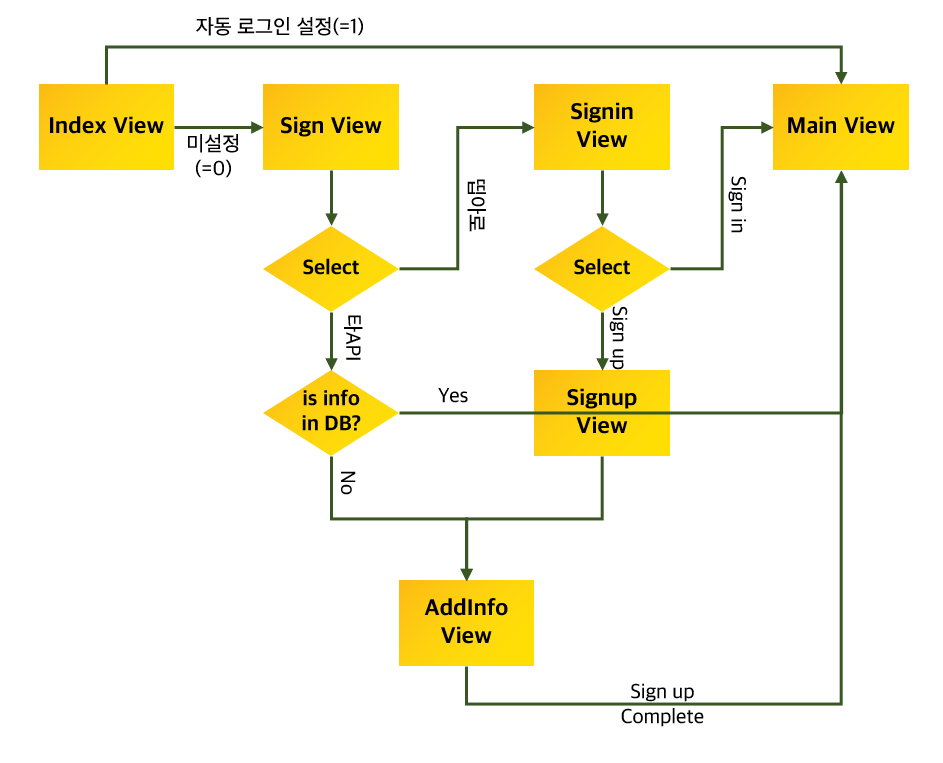 자동 로그인 설정(=1)
Index View
미설정
(=0)
Sign View
Signin
View
Main View
띱아로
Sign in
Select
Select
타API
Sign up
is info
in DB?
Yes
Signup
View
No
AddInfo
View
Sign up
Complete